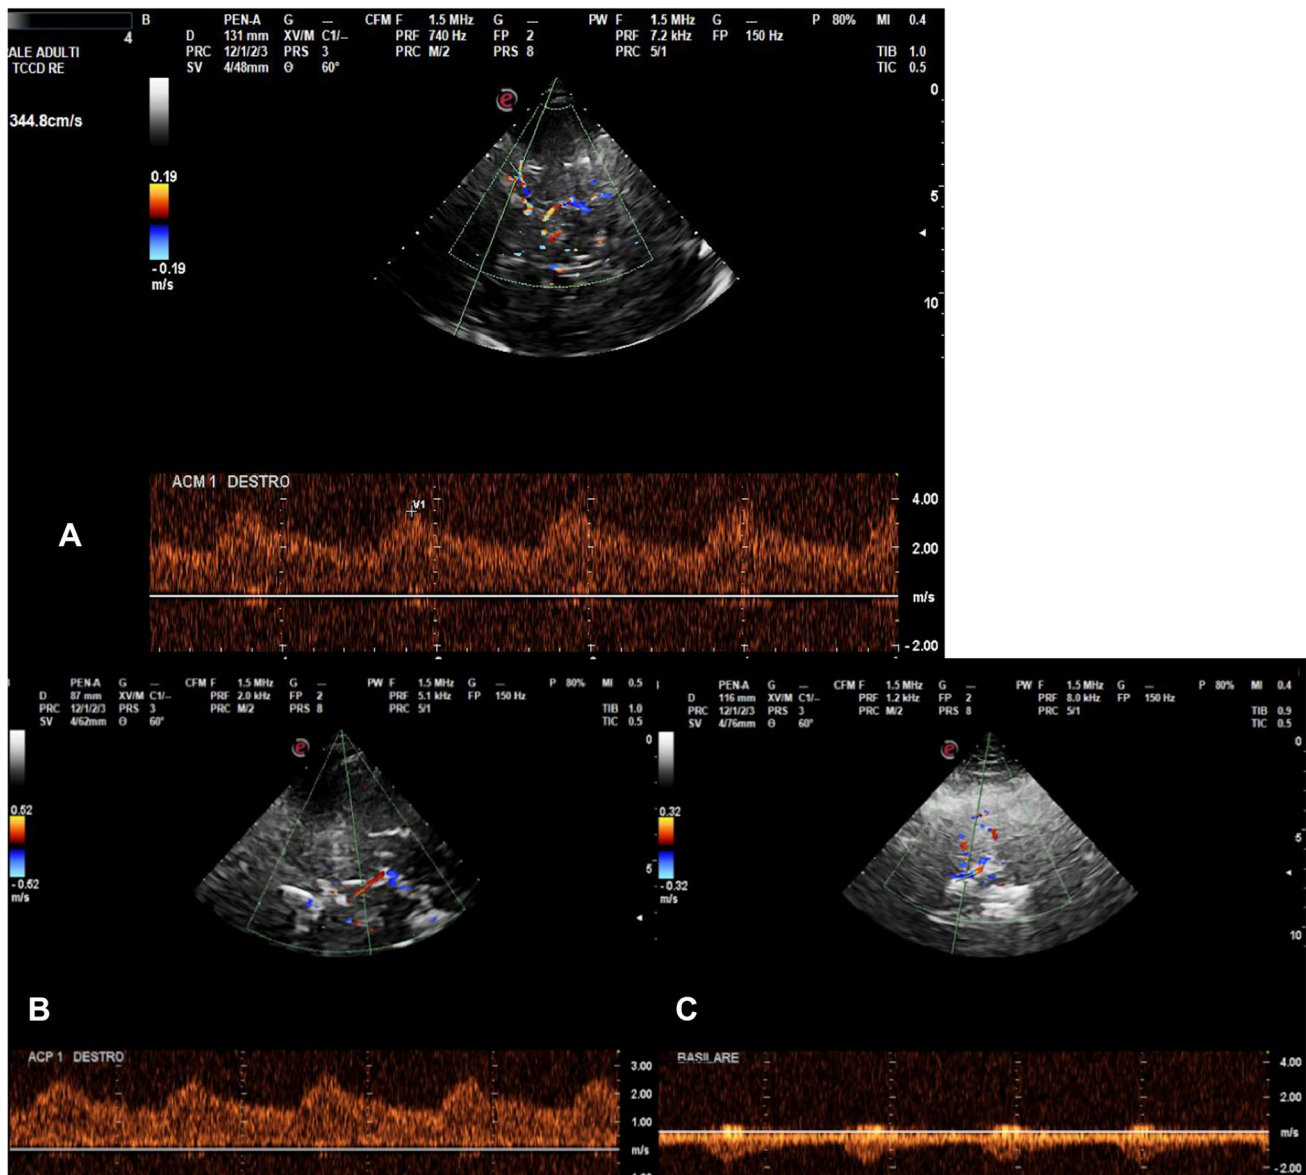 B PEN-A G --- CFM F 1.5 MHz G --- PW F 1.5 MHz G --- P 80% MI 0.4
4 D 131 mm XV/M C1/-- PRF 740 Hz FP 2 PRF 7.2 kHz FP 150 Hz
ALE ADULTI PRC 12/1/2/3 PRS 3 PRC M/2 PRS 8 PRC 5/1 TIB 1.0
TCCD RE SV 4/48mm Θ 60° TIC 0.5
0
344.8cm/s
0.19
5
-0.19
m/s
10
ACM 1 DESTRO
V1
4.00
A
2.00
m/s
-2.00
PEN-A G --- CFM F 1.5 MHz G --- PW F 1.5 MHz G --- P 80% MI 0.5
D 87 mm XV/M C1/-- PRF 2.0 kHz FP 2 PRF 5.1 kHz FP 150 Hz
PRC 12/1/2/3 PRS 3 PRC M/2 PRS 8 PRC 5/1 TIB 1.0
SV 4/62mm Θ 60° TIC 0.5
0
0.52
5
-0.52
m/s
B
ACP 1 DESTRO
3.00
2.00
1.00
m/s
PEN-A G --- CFM F 1.5 MHz G --- PW F 1.5 MHz G --- P 80% MI 0.4
D 116 mm XV/M C1/-- PRF 1.2 kHz FP 2 PRF 8.0 kHz FP 150 Hz
PRC 12/1/2/3 PRS 3 PRC M/2 PRS 8 PRC 5/1 TIB 0.9
SV 4/76mm Θ 60° TIC 0.5
0
0.32
5
-0.32
m/s
10
C
BASILARE
4.00
2.00
m/s
-2.00